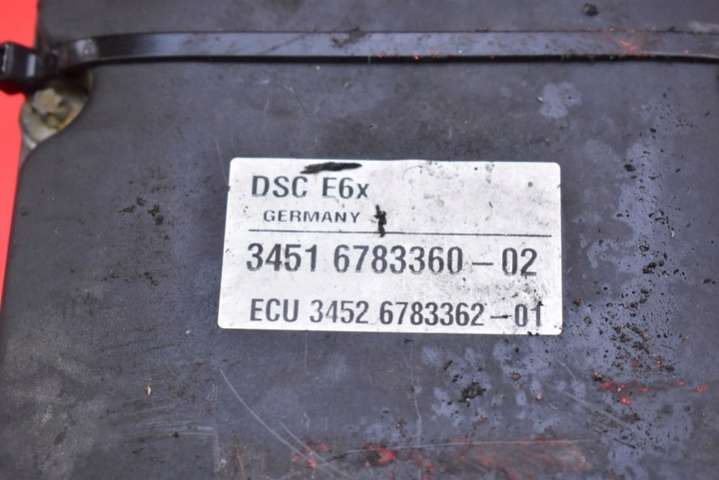 DSC E6x
GERMANY
3451 6783360-02
ECU 3452 6783362-01